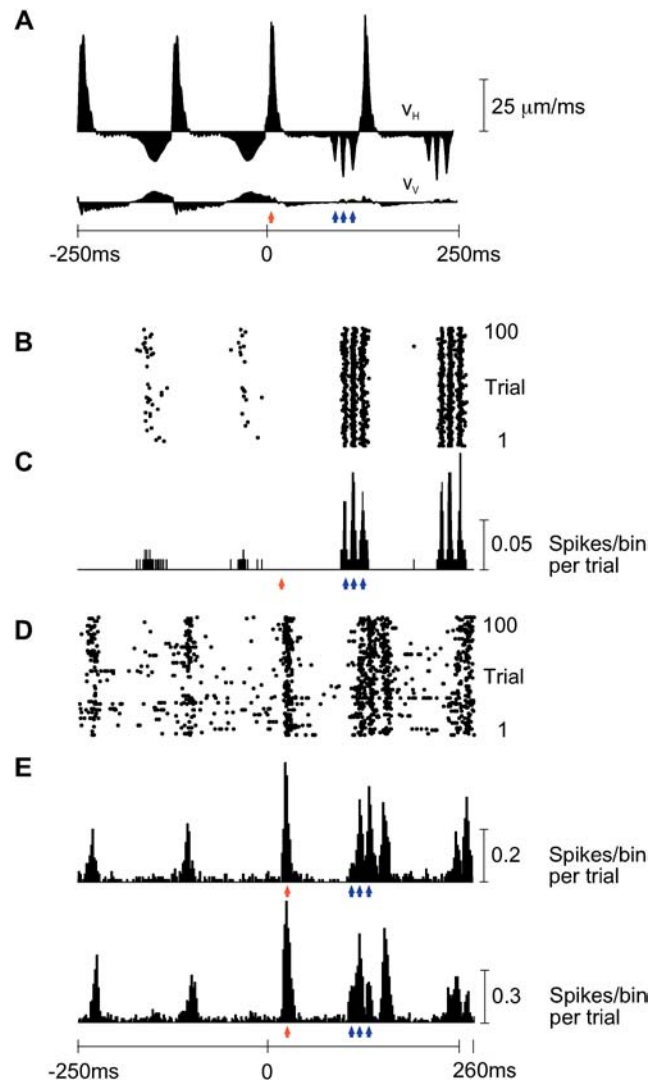 A
V_H
25 μm/ms
V_V
-250ms 0 250ms
B
100
Trial
1
C
0.05 Spikes/bin
per trial
D
100
Trial
1
E
0.2 Spikes/bin
per trial
0.3 Spikes/bin
per trial
-250ms 0 260ms